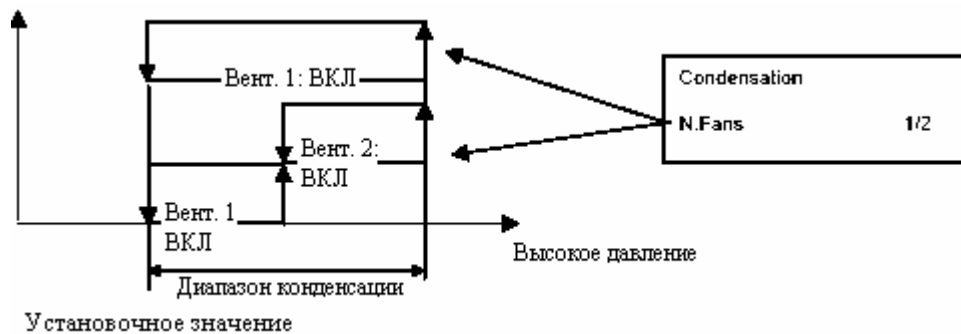 Вент. 1: ВКЛ
Вент. 2:
ВКЛ
Вент. 1
ВКЛ
Высокое давление
Диапазон конденсации
Установочное значение
Condensation
N.Fans 1/2